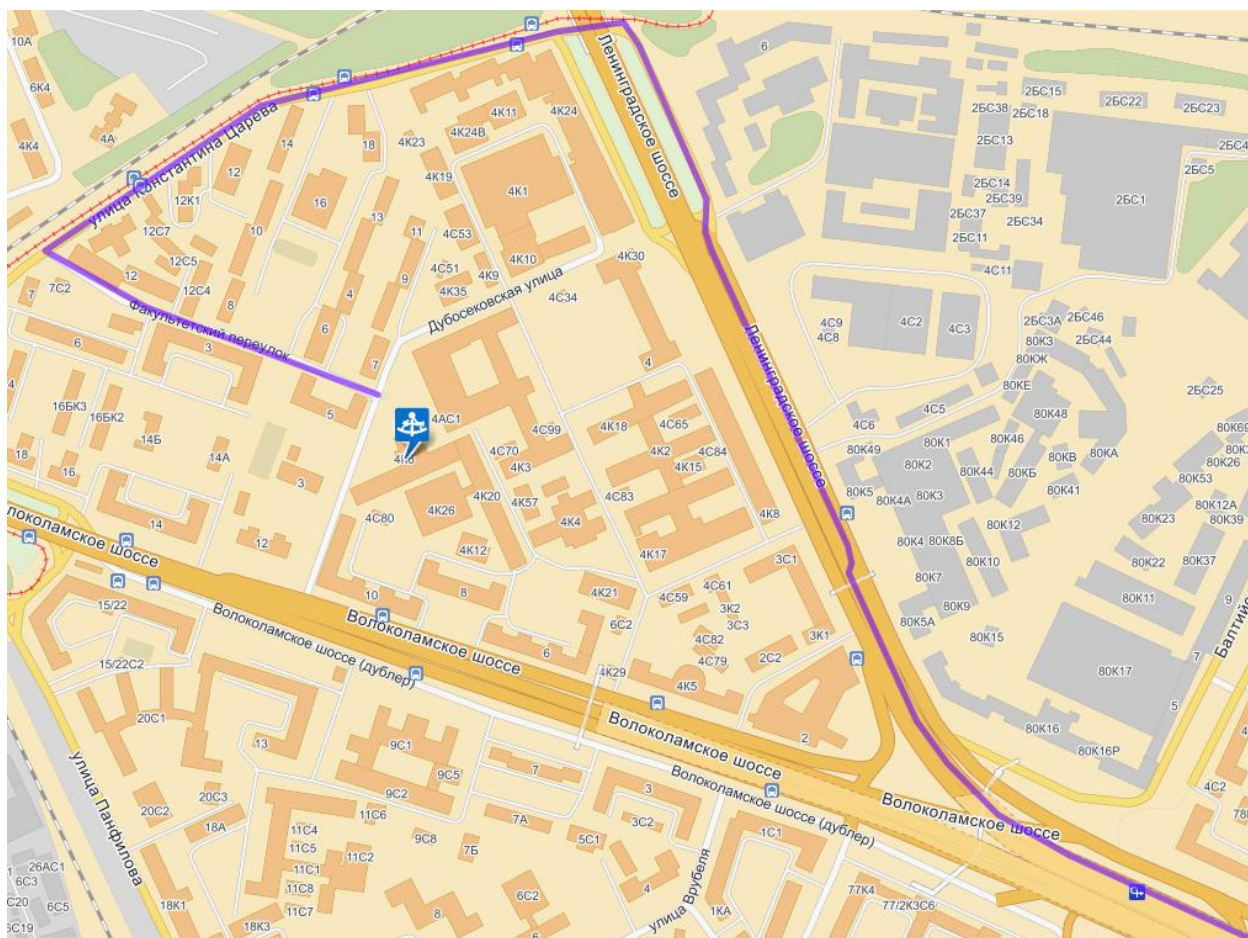 10А
6К4
4К4
4А
6
2БС15
2БС38
2БС18
2БС22
2БС23
2БС13
2БС4
2БС5
2БС14
2БС39
2БС37
2БС34
2БС11
2БС1
4С11
Ленинградское шоссе
4К11
4К24
4К24В
4К23
18
14
улица Константина Царева
4К19
12
4К1
12К1
16
13
12С7
10
11
4С53
12С5
4К10
4К30
4С51
4К9
12
9
4К35
7С2
12С4
7
8
4
4С34
Дубосековская улица
Факультетский переулок
6
6
3
7
4
4С9
4С8
4С2
4С3
2БС3А
2БС46
80К3
2БС44
80КЖ
Ленинградское шоссе
80КЕ
2БС25
4
16БК3
16БК2
5
4АС1
4С5
4С6
80К48
14Б
4К18
4С65
80К1
80К46
80К69
18
16
14А
4С99
4С70
4К2
4С84
80К49
80К2
80К44
80КВ
80КА
80К26
4К3
4К15
80КБ
80К41
80К53
3
4К20
4К57
4С83
80К5
80К4А
80К3
80К12А
14
4К26
4С80
4К4
4К8
80К12
80К23
80К39
12
80К4
80К8Б
4К12
4К17
3С1
80К10
80К22
80К37
Волоколамское шоссе
10
8
4К21
4С59
4С61
3К2
3С3
80К7
80К9
80К11
9
15/22
6С2
80К5А
4С82
3К1
80К15
Балтийс
15/22С2
Волоколамское шоссе
Волоколамское шоссе (дублер)
6
4К29
4С79
2С2
4К5
80К17
7
5
20С1
13
2
80К16
80К16Р
9С1
Волоколамское шоссе
7
9С5
Волоколамское шоссе (дублер)
Волоколамское шоссе
9С2
3
улица Панфилова
20С2
20С3
18А
11С6
7А
3С2
1С1
4С2
11С4
11С5
9С8
7Б
5С1
11С2
26АС1
11С1
6С3
11С8
4
77К4
6С5
18К1
11С7
6С2
77/2К3С6
18К3
8
6
улица Врубеля
1КА
6С19